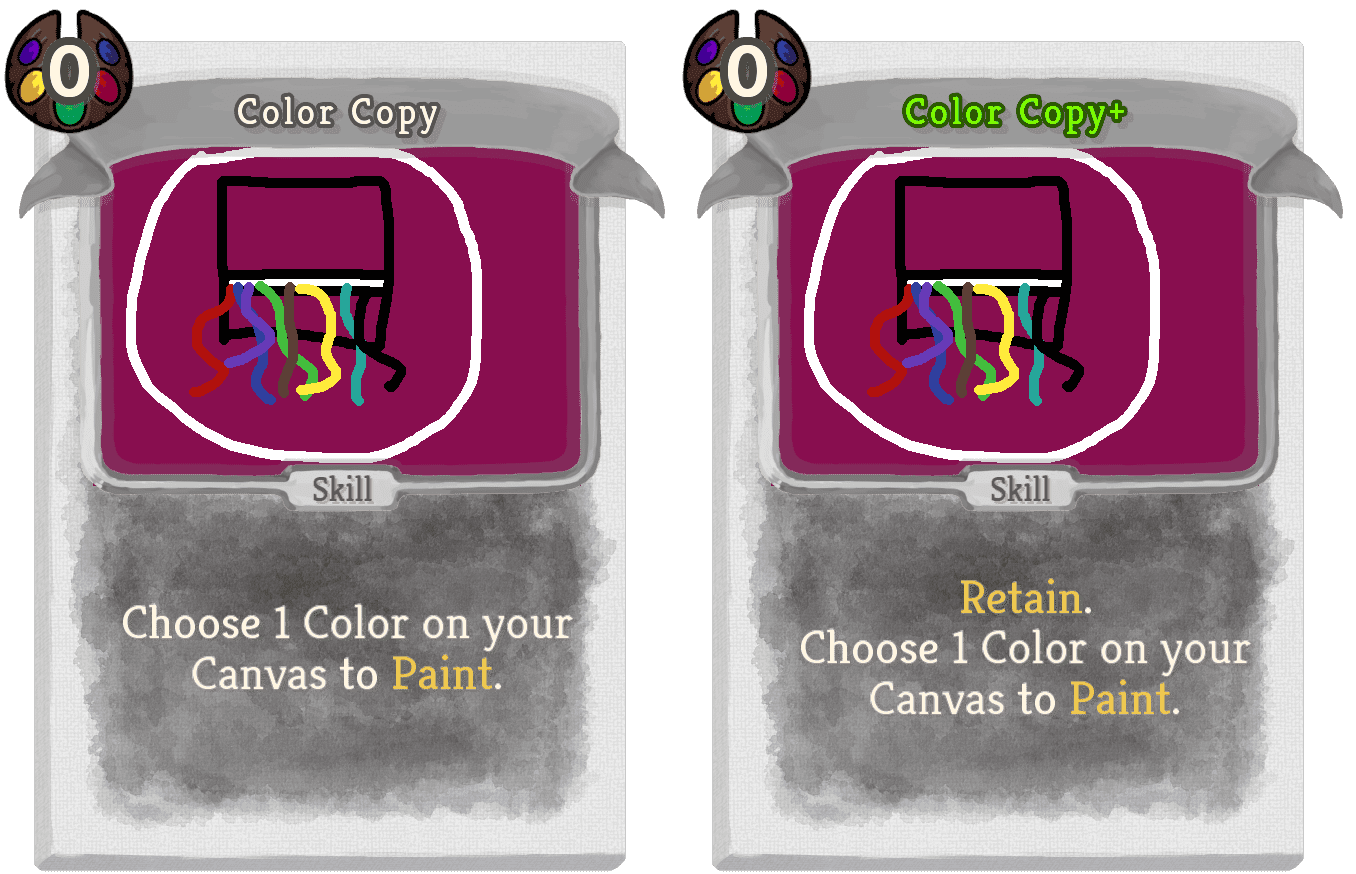 0
Color Copy
Skill
Choose 1 Color on your
Canvas to Paint.
0
Color Copy+
Skill
Retain.
Choose 1 Color on your
Canvas to Paint.